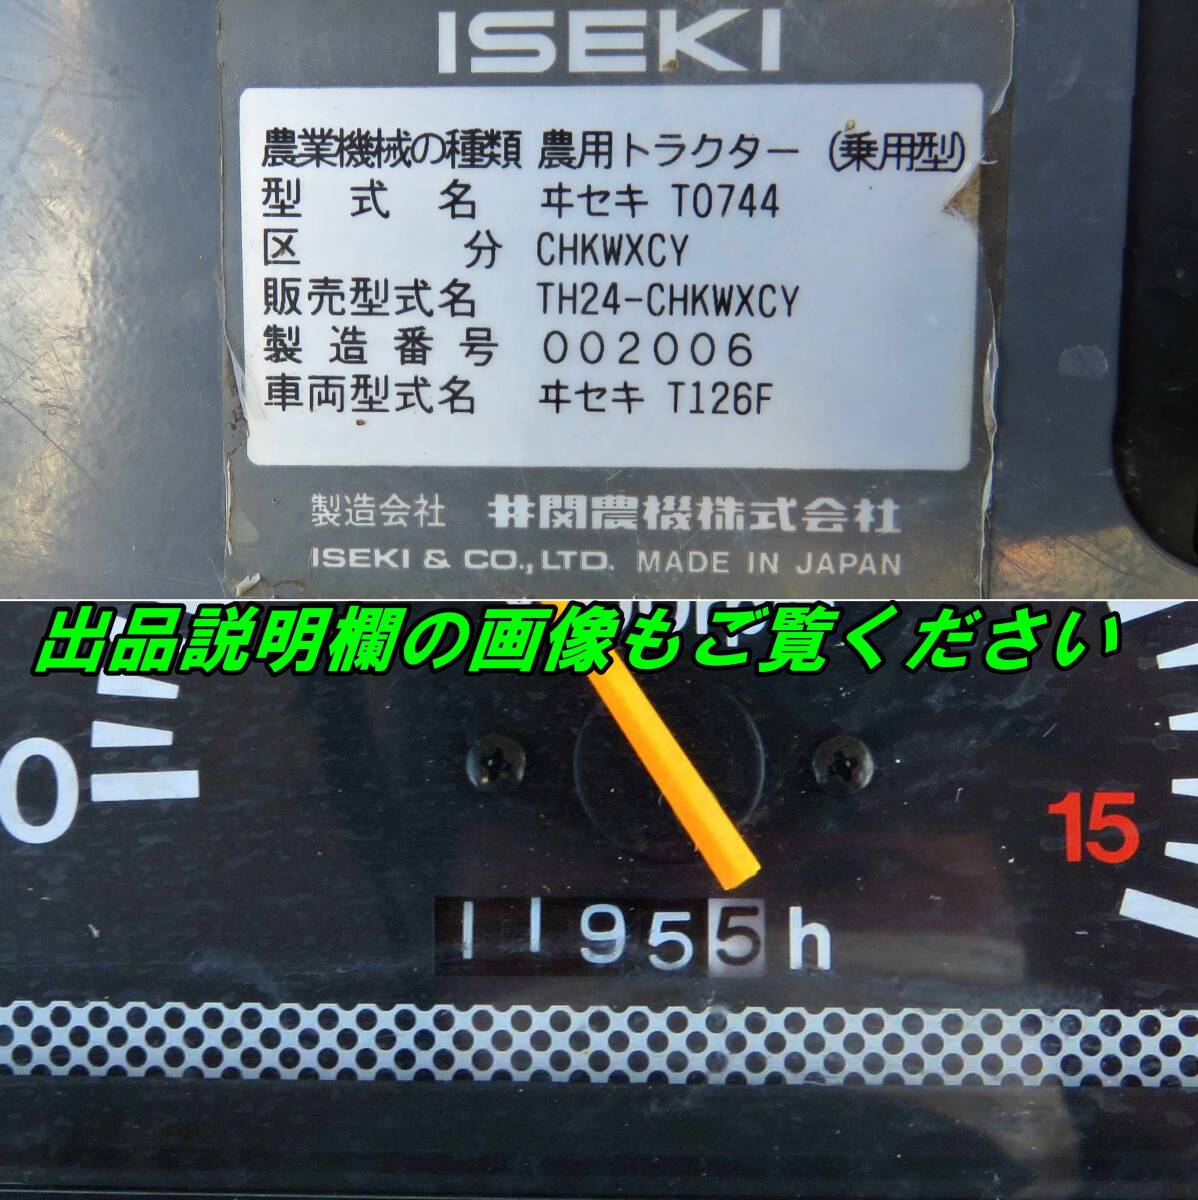 ISEKI
農業機械の種類 農用トラクター (乗用型)
型式名 ヰセキ T0744
区分 CHKWXCY
販売型式名 TH24-CHKWXCY
製造番号 002006
車両型式名 ヰセキ T126F
製造会社 井関農機株式会社
ISEKI & CO., LTD. MADE IN JAPAN
出品説明欄の画像もご覧ください
0
15
11955h